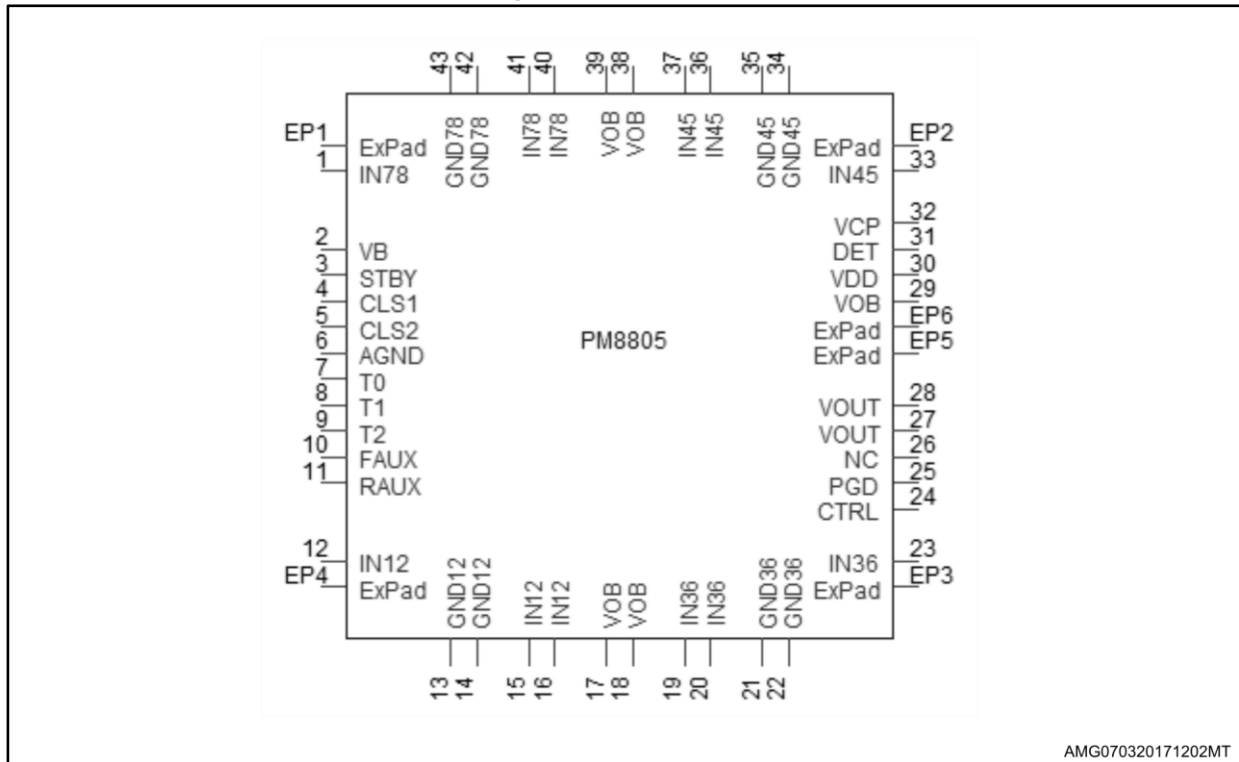 43 42 41 40 39 38 37 36 35 34
GND78 GND78 IN78 IN78 VOB VOB IN45 IN45 GND45 GND45
EP1 ExPad ExPad EP2
1 IN78 IN45 33
VCP 32
2 VB DET 31
3 STBY VDD 30
4 CLS1 VOB 29
5 CLS2 ExPad EP6
6 AGND ExPad EP5
PM8805
7 T0
8 T1 VOUT 28
9 T2 VOUT 27
10 FAUX NC 26
11 RAUX PGD 25
CTRL 24
12 IN12 IN36 23
EP4 ExPad ExPad EP3
GND12 GND12 IN12 IN12 VOB VOB IN36 IN36 GND36 GND36
13 14 15 16 17 18 19 20 21 22
AMG070320171202MT